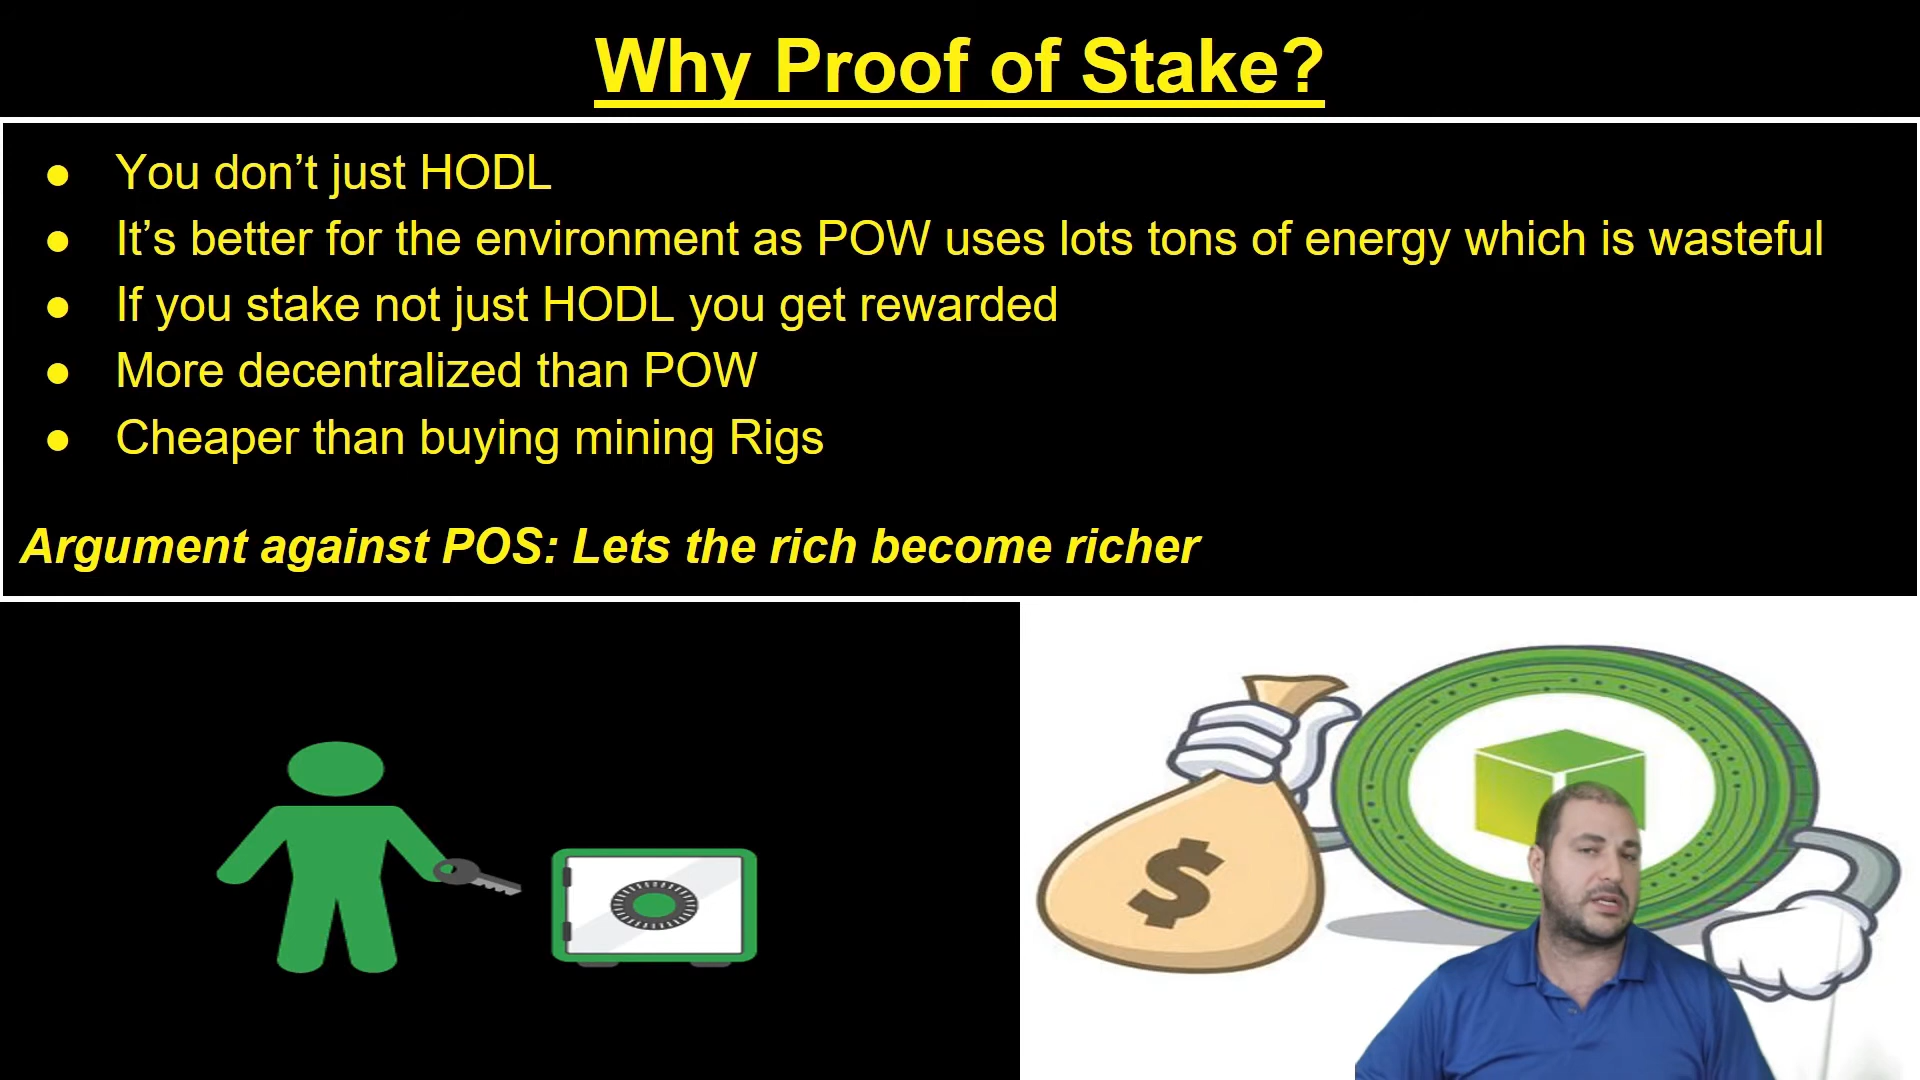 Why Proof of Stake?
● You don’t just HODL
● It’s better for the environment as POW uses lots tons of energy which is wasteful
● If you stake not just HODL you get rewarded
● More decentralized than POW
● Cheaper than buying mining Rigs
Argument against POS: Lets the rich become richer
$